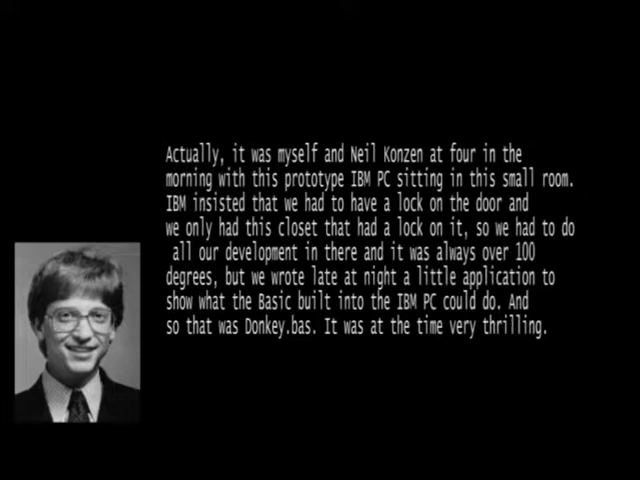 Actually, it was myself and Neil Konzen at four in the
morning with this prototype IBM PC sitting in this small room.
IBM insisted that we had to have a lock on the door and
we only had this closet that had a lock on it, so we had to do
all our development in there and it was always over 100
degrees, but we wrote late at night a little application to
show what the Basic built into the IBM PC could do. And
so that was Donkey.bas. It was at the time very thrilling.